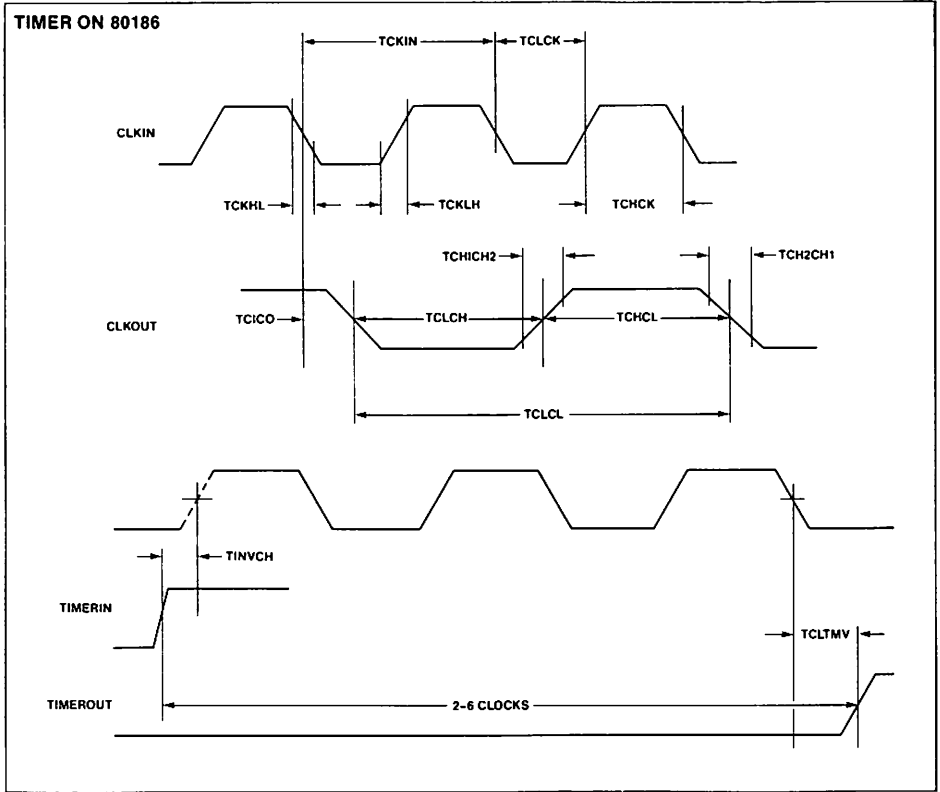 TIMER ON 80186
TCKIN
TCLCK
CLKIN
TCKHL
TCKLH
TCHCK
TCHICH2
TCH2CH1
CLKOUT
TCICO
TCLCH
TCHCL
TCLCL
TINVCH
TIMERIN
TCLTMV
TIMEROUT
2-6 CLOCKS